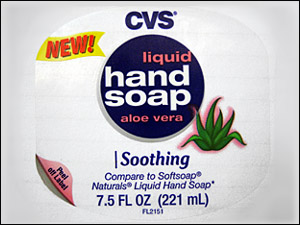 CVS®
NEW!
liquid
hand
soap
aloe vera
Soothing
Compare to Softsoap®
Naturals® Liquid Hand Soap*
7.5 FL OZ (221 mL)
FL2151
Peel
off Label